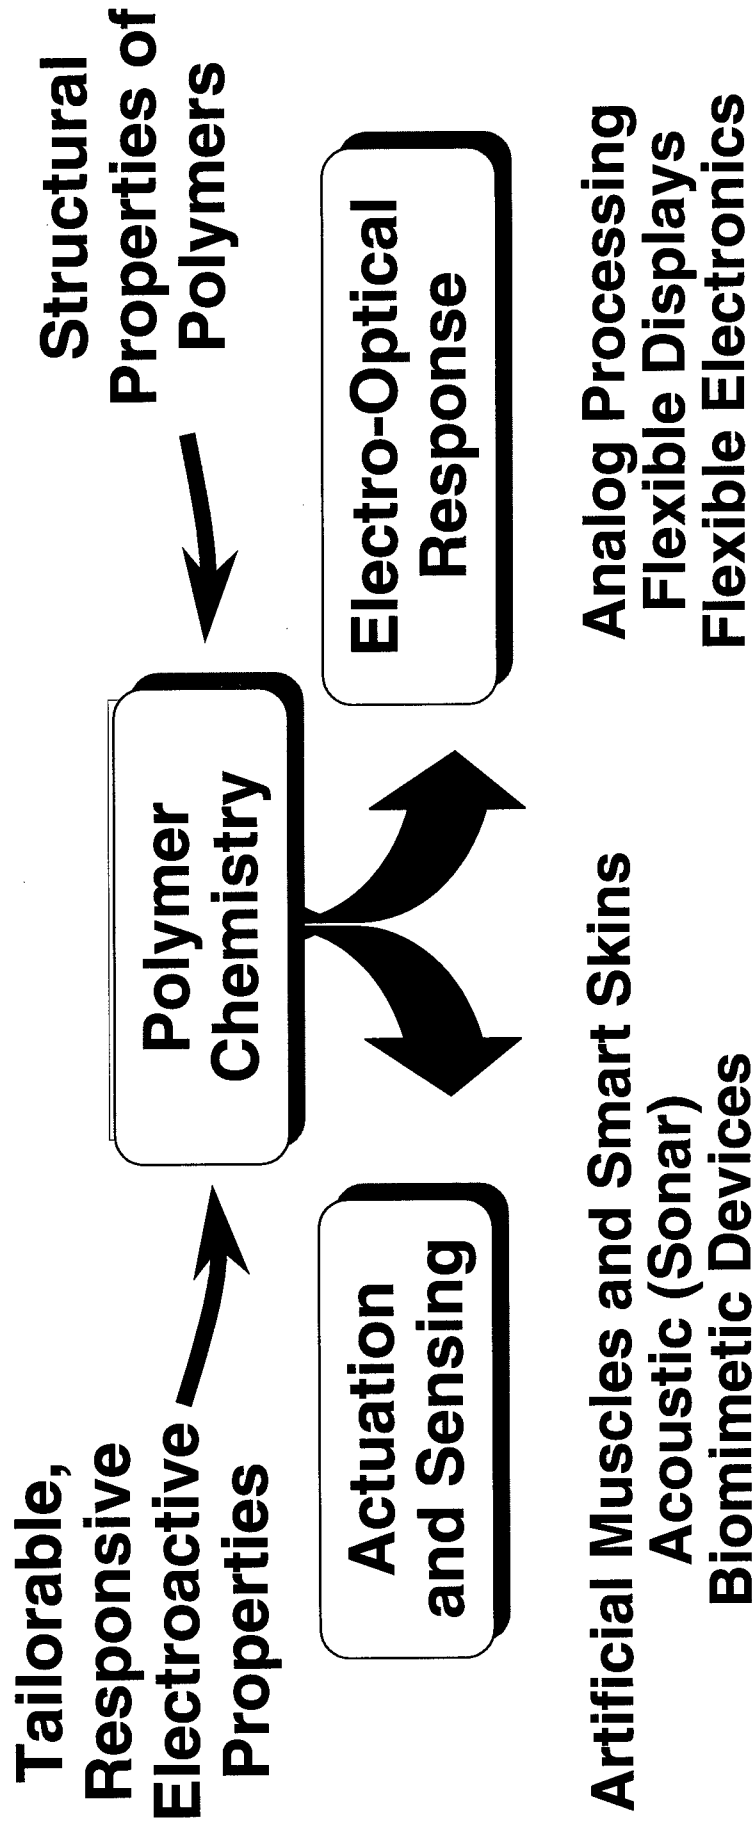 Tailorable,
Responsive
Electroactive
Properties
Polymer
Chemistry
Structural
Properties of
Polymers
Actuation
and Sensing
Electro-Optical
Response
Artificial Muscles and Smart Skins
Acoustic (Sonar)
Biomimetic Devices
Analog Processing
Flexible Displays
Flexible Electronics